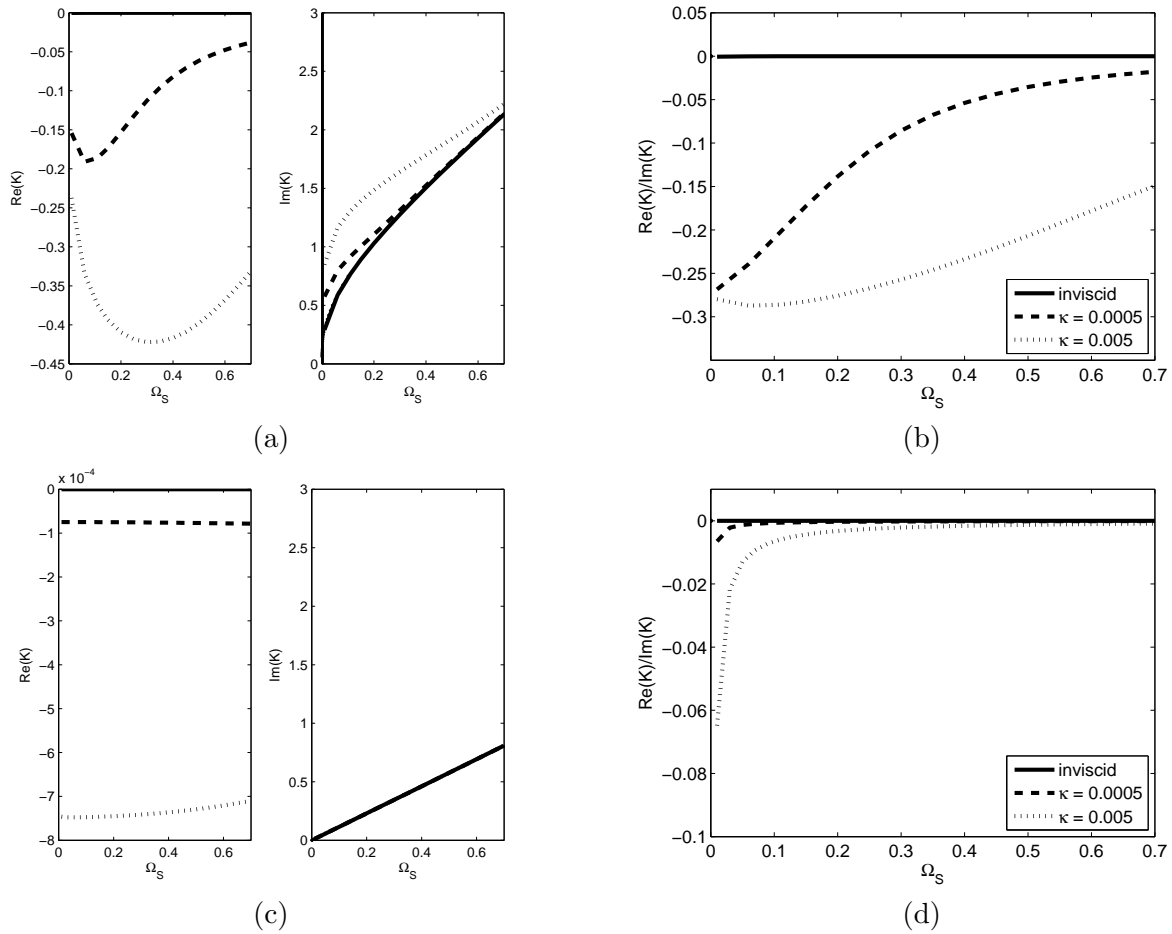 0
−0.05
−0.1
−0.15
−0.2
−0.25
−0.3
−0.35
−0.4
−0.45
Re(K)
0 0.2 0.4 0.6
Ω_S
3
2.5
2
1.5
1
0.5
0
Im(K)
0 0.2 0.4 0.6
Ω_S
(a)
0.05
0
−0.05
−0.1
−0.15
−0.2
−0.25
−0.3
Re(K)/Im(K)
inviscid
κ = 0.0005
κ = 0.005
0 0.1 0.2 0.3 0.4 0.5 0.6 0.7
Ω_S
(b)
x 10⁻⁴
0
−1
−2
−3
−4
−5
−6
−7
−8
Re(K)
0 0.2 0.4 0.6
Ω_S
3
2.5
2
1.5
1
0.5
0
Im(K)
0 0.2 0.4 0.6
Ω_S
(c)
0
−0.02
−0.04
−0.06
−0.08
−0.1
Re(K)/Im(K)
inviscid
κ = 0.0005
κ = 0.005
0 0.1 0.2 0.3 0.4 0.5 0.6 0.7
Ω_S
(d)